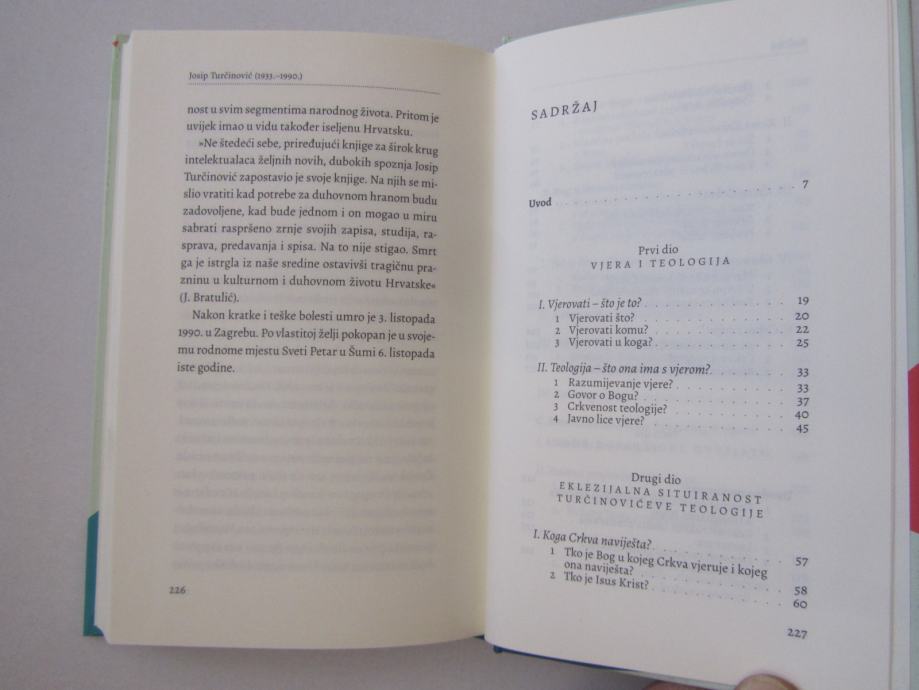 Josip Turčinović (1933.–1990.)
nost u svim segmentima narodnog života. Pritom je
uvijek imao u vidu također iseljenu Hrvatsku.
»Ne štedeći sebe, priređujući knjige za širok krug
intelektualaca željnih novih, dubokih spoznja Josip
Turčinović zapostavio je svoje knjige. Na njih se mi-
slio vratiti kad potrebe za duhovnom hranom budu
zadovoljene, kad bude jednom i on mogao u miru
sabrati raspršeno zrnje svojih zapisa, studija, ra-
sprava, predavanja i spisa. Na to nije stigao. Smrt
ga je istrgla iz naše sredine ostavivši tragičnu pra-
zninu u kulturnom i duhovnom životu Hrvatske«
(J. Bratulić).
Nakon kratke i teške bolesti umro je 3. listopada
1990. u Zagrebu. Po vlastitoj želji pokopan je u svoje-
mu rodnome mjestu Sveti Petar u Šumi 6. listopada
iste godine.
226
SADRŽAJ
Uvod . . . . . . . . . . . . . . . . . . . . 7
Prvi dio
VJERA I TEOLOGIJA
I. Vjerovati – što je to? . . . . . . . . . . . . 19
1 Vjerovati što? . . . . . . . . . . . . . . 20
2 Vjerovati komu? . . . . . . . . . . . . . 22
3 Vjerovati u koga? . . . . . . . . . . . . . 25
II. Teologija – što ona ima s vjerom? . . . . . . . 33
1 Razumijevanje vjere? . . . . . . . . . . . 33
2 Govor o Bogu? . . . . . . . . . . . . . . 37
3 Crkvenost teologije? . . . . . . . . . . . 40
4 Javno lice vjere? . . . . . . . . . . . . . 45
Drugi dio
EKLEZIJALNA SITUIRANOST
TURČINOVIĆEVE TEOLOGIJE
I. Koga Crkva naviješta? . . . . . . . . . . . 57
1 Tko je Bog u kojeg Crkva vjeruje i kojeg
ona naviješta? . . . . . . . . . . . . . . 58
2 Tko je Isus Krist? . . . . . . . . . . . . . 60
227